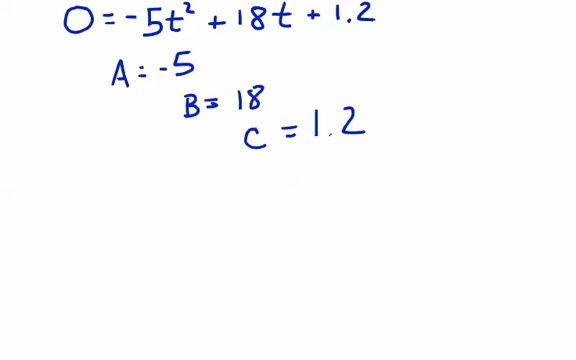 0 = -5t² + 18t + 1.2
A = -5
B = 18
C = 1.2